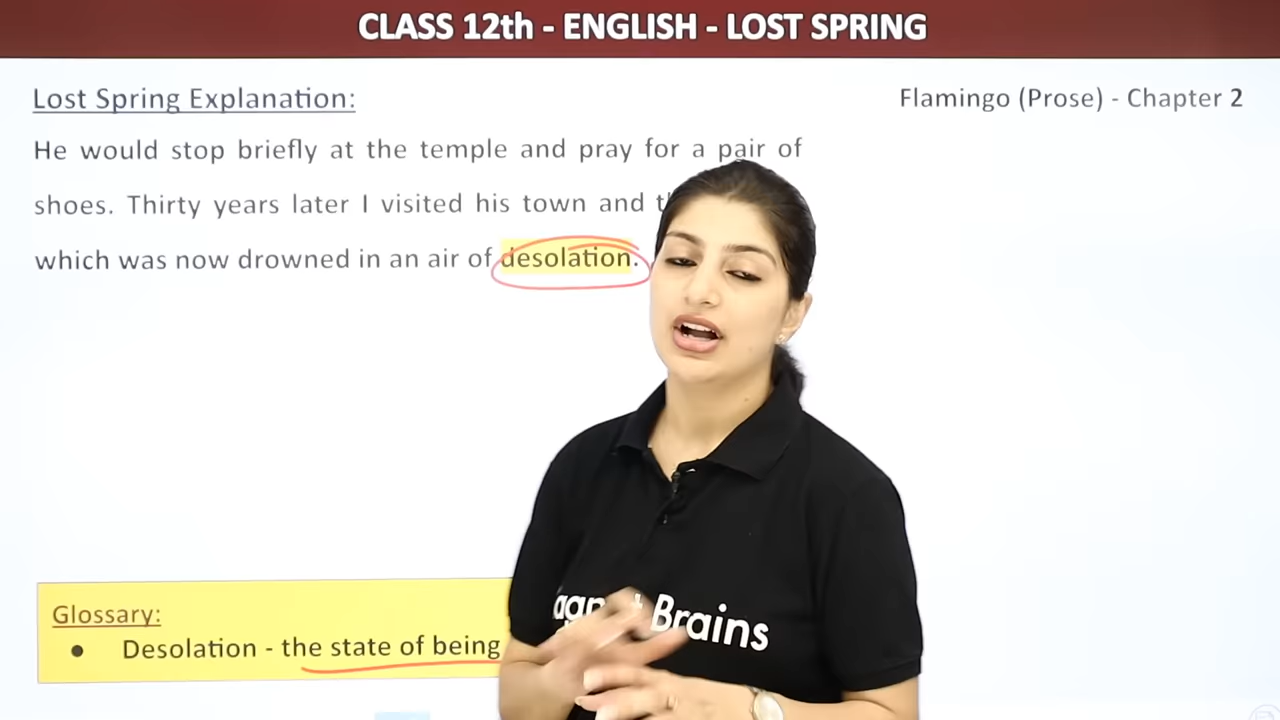 CLASS 12th - ENGLISH - LOST SPRING
Lost Spring Explanation:
Flamingo (Prose) - Chapter 2
He would stop briefly at the temple and pray for a pair of
shoes. Thirty years later I visited his town and
which was now drowned in an air of desolation.
Glossary:
● Desolation - the state of being
Brains